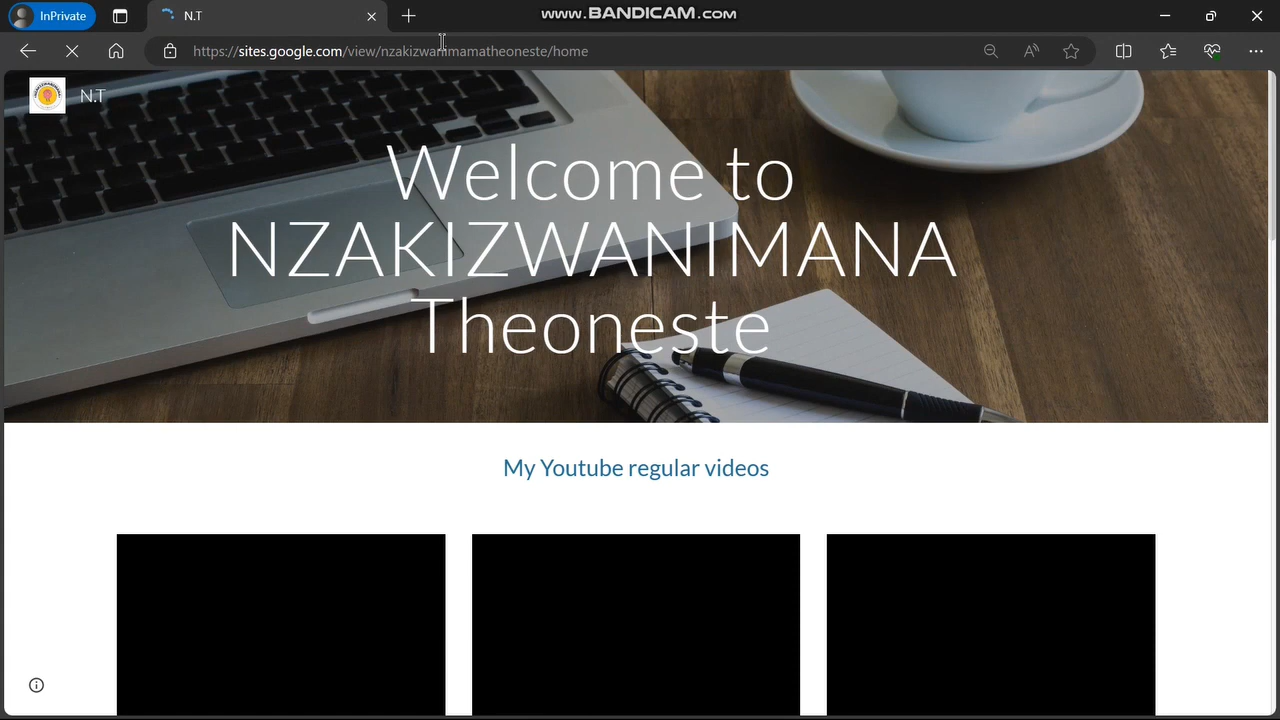 www.BANDICAM.com
InPrivate
N.T
https://sites.google.com/view/nzakizwanimamatheoneste/home
N.T
Welcome to
NZAKIZWANIMANA
Theoneste
My Youtube regular videos